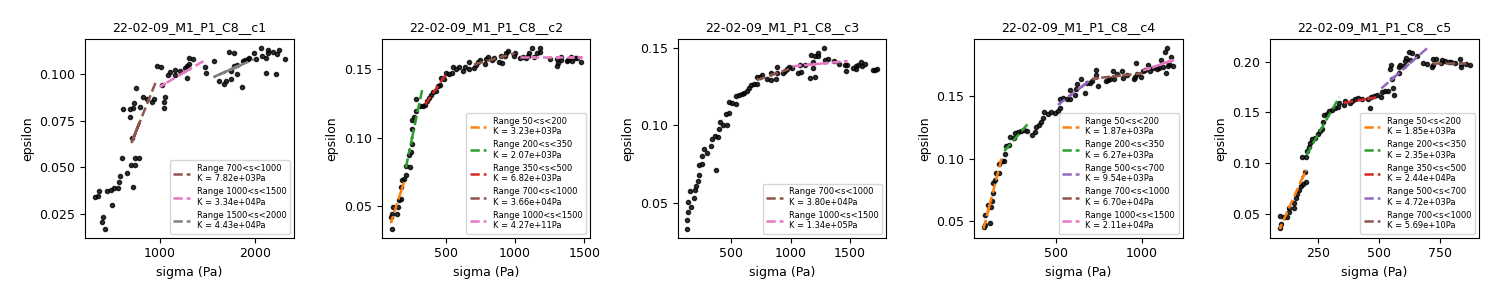 22-02-09_M1_P1_C8__c1
epsilon
0.100
0.075
0.050
0.025
Range 700<s<1000
K = 7.82e+03Pa
Range 1000<s<1500
K = 3.34e+04Pa
Range 1500<s<2000
K = 4.43e+04Pa
1000
2000
sigma (Pa)
22-02-09_M1_P1_C8__c2
epsilon
0.15
0.10
0.05
Range 50<s<200
K = 3.23e+03Pa
Range 200<s<350
K = 2.07e+03Pa
Range 350<s<500
K = 6.82e+03Pa
Range 700<s<1000
K = 3.66e+04Pa
Range 1000<s<1500
K = 4.27e+11Pa
500
1000
1500
sigma (Pa)
22-02-09_M1_P1_C8__c3
epsilon
0.15
0.10
0.05
Range 700<s<1000
K = 3.80e+04Pa
Range 1000<s<1500
K = 1.34e+05Pa
500
1000
1500
sigma (Pa)
22-02-09_M1_P1_C8__c4
epsilon
0.15
0.10
0.05
Range 50<s<200
K = 1.87e+03Pa
Range 200<s<350
K = 6.27e+03Pa
Range 500<s<700
K = 9.54e+03Pa
Range 700<s<1000
K = 6.70e+04Pa
Range 1000<s<1500
K = 2.11e+04Pa
500
1000
sigma (Pa)
22-02-09_M1_P1_C8__c5
epsilon
0.20
0.15
0.10
0.05
Range 50<s<200
K = 1.85e+03Pa
Range 200<s<350
K = 2.35e+03Pa
Range 350<s<500
K = 2.44e+04Pa
Range 500<s<700
K = 4.72e+03Pa
Range 700<s<1000
K = 5.69e+10Pa
250
500
750
sigma (Pa)